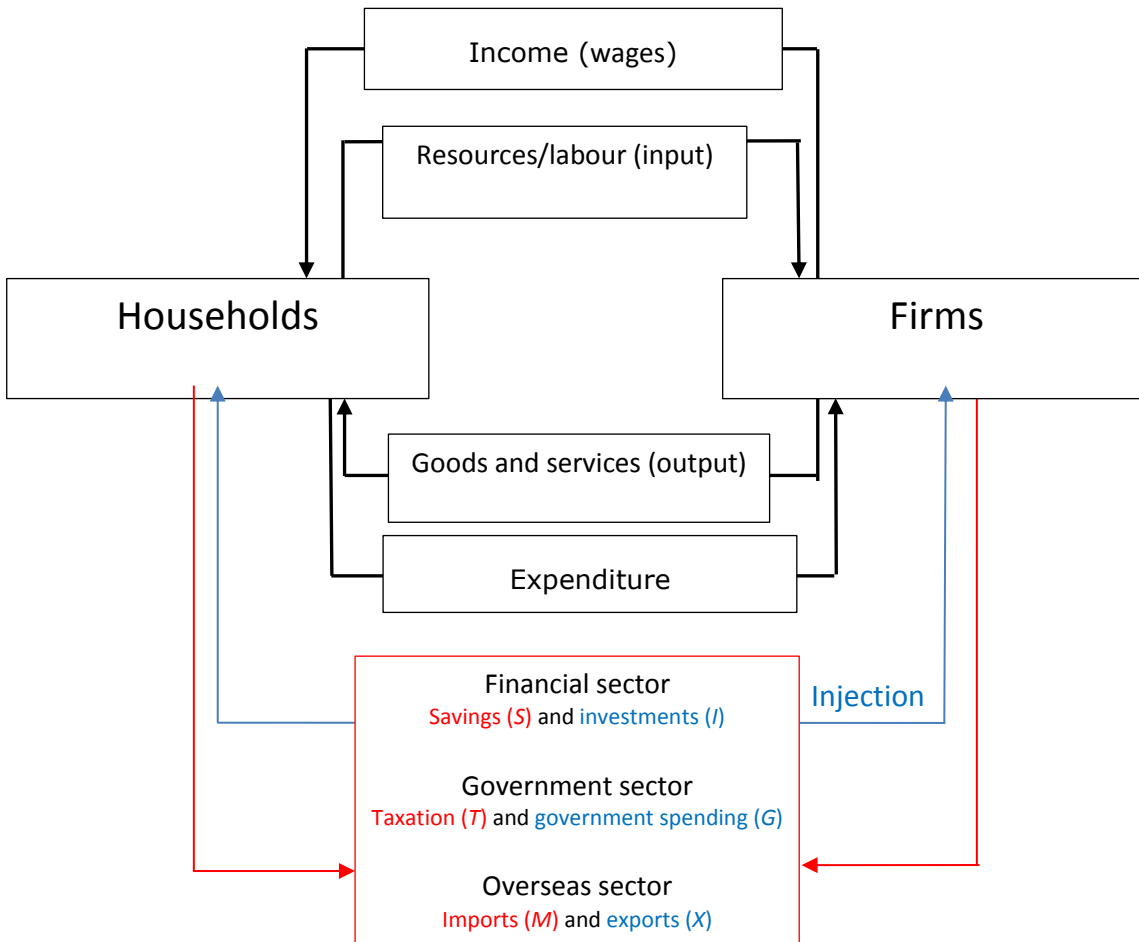 Income (wages)
Resources/labour (input)
Households
Firms
Goods and services (output)
Expenditure
Financial sector
Savings (S) and investments (I)
Injection
Government sector
Taxation (T) and government spending (G)
Overseas sector
Imports (M) and exports (X)